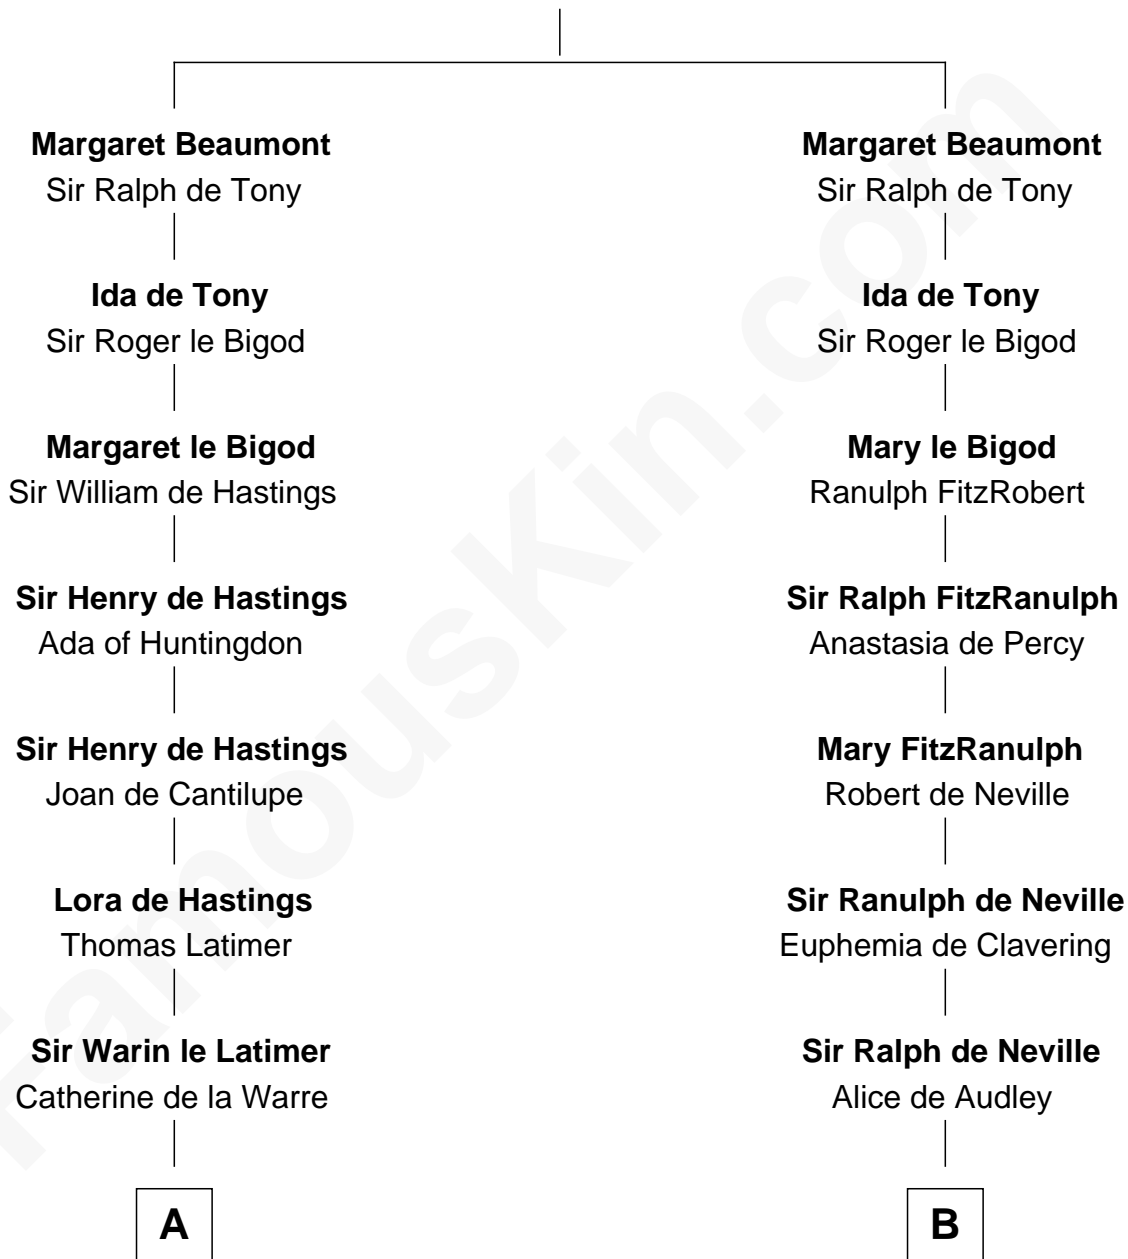 Margaret Beaumont
Sir Ralph de Tony
Ida de Tony
Sir Roger le Bigod
Margaret le Bigod
Sir William de Hastings
Sir Henry de Hastings
Ada of Huntingdon
Sir Henry de Hastings
Joan de Cantilupe
Lora de Hastings
Thomas Latimer
Sir Warin le Latimer
Catherine de la Warre
A
Margaret Beaumont
Sir Ralph de Tony
Ida de Tony
Sir Roger le Bigod
Mary le Bigod
Ranulph FitzRobert
Sir Ralph FitzRanulph
Anastasia de Percy
Mary FitzRanulph
Robert de Neville
Sir Ranulph de Neville
Euphemia de Clavering
Sir Ralph de Neville
Alice de Audley
B
FamousKin.com